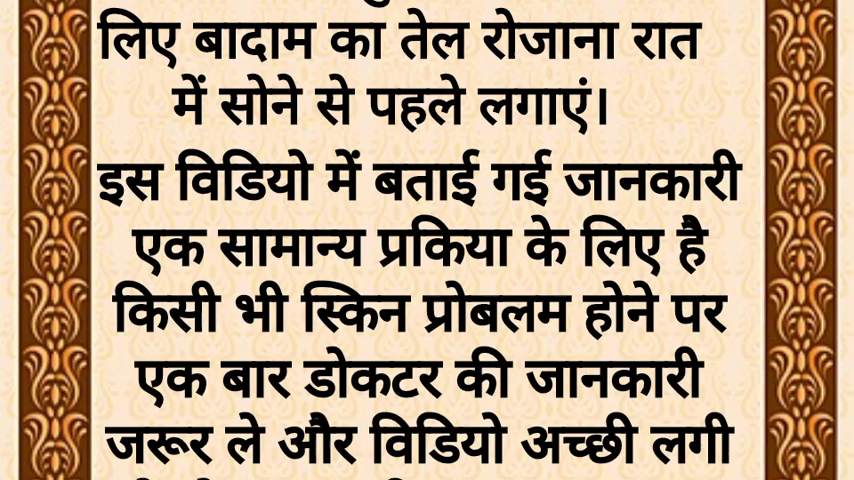 लिए बादाम का तेल रोजाना रात
में सोने से पहले लगाएं।
इस विडियो में बताई गई जानकारी
एक सामान्य प्रकिया के लिए है
किसी भी स्किन प्रोबलम होने पर
एक बार डोकटर की जानकारी
जरूर ले और विडियो अच्छी लगी